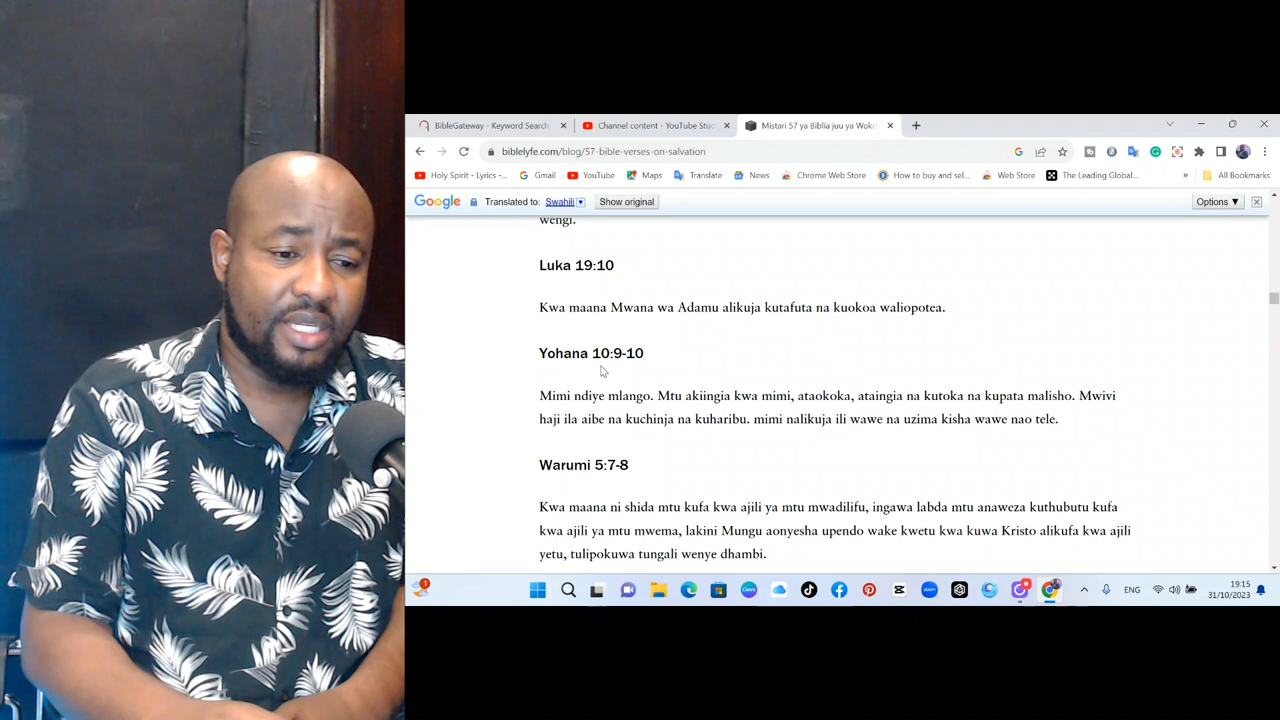 BibleGateway - Keyword Search
Channel content - YouTube Stuc
Mistari 57 ya Biblia juu ya Woko
biblelyfe.com/blog/57-bible-verses-on-salvation
Holy Spirit - Lyrics -...
Gmail
YouTube
Maps
Translate
News
Chrome Web Store
How to buy and sel...
Web Store
The Leading Global...
»
All Bookmarks
Google
Translated to: Swahili
Show original
Options ▼
wengi.
Luka 19:10
Kwa maana Mwana wa Adamu alikuja kutafuta na kuokoa waliopotea.
Yohana 10:9-10
Mimi ndiye mlango. Mtu akiingia kwa mimi, ataokoka, ataingia na kutoka na kupata malisho. Mwivi
haji ila aibe na kuchinja na kuharibu. mimi nalikuja ili wawe na uzima kisha wawe nao tele.
Warumi 5:7-8
Kwa maana ni shida mtu kufa kwa ajili ya mtu mwadilifu, ingawa labda mtu anaweza kuthubutu kufa
kwa ajili ya mtu mwema, lakini Mungu aonyesha upendo wake kwetu kwa kuwa Kristo alikufa kwa ajili
yetu, tulipokuwa tungali wenye dhambi.
1
zoom
ENG
19:15
31/10/2023